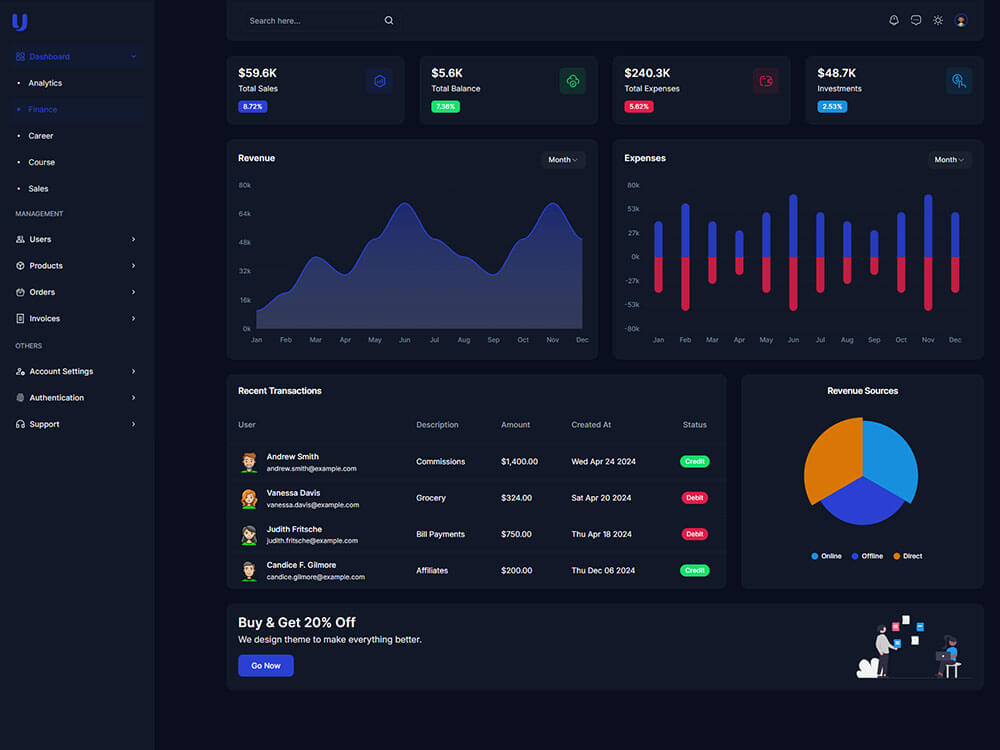 Search here...
Dashboard
Analytics
Finance
Career
Course
Sales
MANAGEMENT
Users
Products
Orders
Invoices
OTHERS
Account Settings
Authentication
Support
$59.6K
Total Sales
8.72%
$5.6K
Total Balance
7.36%
$240.3K
Total Expenses
5.62%
$48.7K
Investments
2.53%
Revenue
Month
80k
64k
48k
32k
16k
0k
Jan Feb Mar Apr May Jun Jul Aug Sep Oct Nov Dec
Expenses
Month
80k
53k
27k
0k
-27k
-53k
-80k
Jan Feb Mar Apr May Jun Jul Aug Sep Oct Nov Dec
Recent Transactions
User Description Amount Created At Status
Andrew Smith
andrew.smith@example.com
Commissions $1,400.00 Wed Apr 24 2024 Credit
Vanessa Davis
vanessa.davis@example.com
Grocery $324.00 Sat Apr 20 2024 Debit
Judith Fritsche
judith.fritsche@example.com
Bill Payments $750.00 Thu Apr 18 2024 Debit
Candice F. Gilmore
candice.gilmore@example.com
Affiliates $200.00 Thu Dec 06 2024 Credit
Revenue Sources
Online Offline Direct
Buy & Get 20% Off
We design theme to make everything better.
Go Now